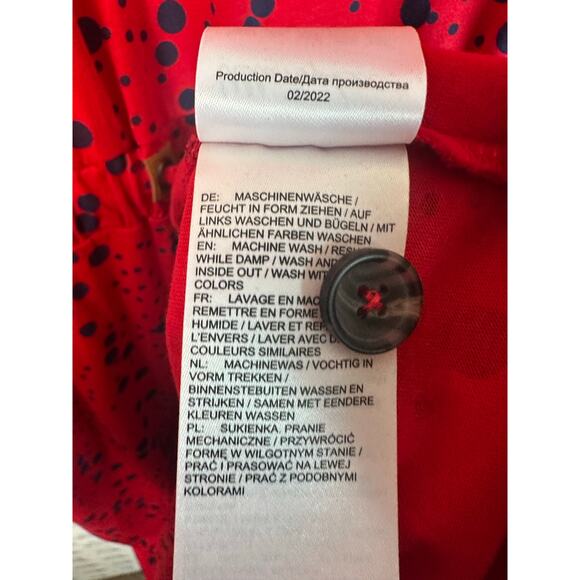 Production Date/Дата производства
02/2022
DE: MASCHINENWÄSCHE /
FEUCHT IN FORM ZIEHEN / AUF
LINKS WASCHEN UND BÜGELN / MIT
ÄHNLICHEN FARBEN WASCHEN
EN: MACHINE WASH /
WHILE DAMP / WASH
INSIDE OUT / WASH
COLORS
FR: LAVAGE EN
REMETTRE EN FORME
HUMIDE / LAVER ET
L'ENVERS / LAVER AVEC
COULEURS SIMILAIRES
NL: MACHINEWAS / VOCHTIG IN
VORM TREKKEN /
BINNENSTEBUITEN WASSEN EN
STRIJKEN / SAMEN MET EENDERE
KLEUREN WASSEN
PL: SUKIENKA. PRANIE
MECHANICZNE / PRZYWRÓCIĆ
FORMĘ W WILGOTNYM STANIE /
PRAĆ I PRASOWAĆ NA LEWEJ
STRONIE / PRAĆ Z PODOBNYMI
KOLORAMI